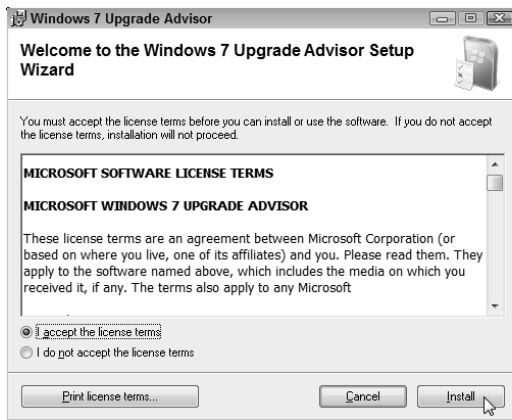 Windows 7 Upgrade Advisor
Welcome to the Windows 7 Upgrade Advisor Setup
Wizard
You must accept the license terms before you can install or use the software. If you do not accept
the license terms, installation will not proceed.
MICROSOFT SOFTWARE LICENSE TERMS
MICROSOFT WINDOWS 7 UPGRADE ADVISOR
These license terms are an agreement between Microsoft Corporation (or
based on where you live, one of its affiliates) and you. Please read them. They
apply to the software named above, which includes the media on which you
received it, if any. The terms also apply to any Microsoft
I accept the license terms
I do not accept the license terms
Print license terms...
Cancel
Install